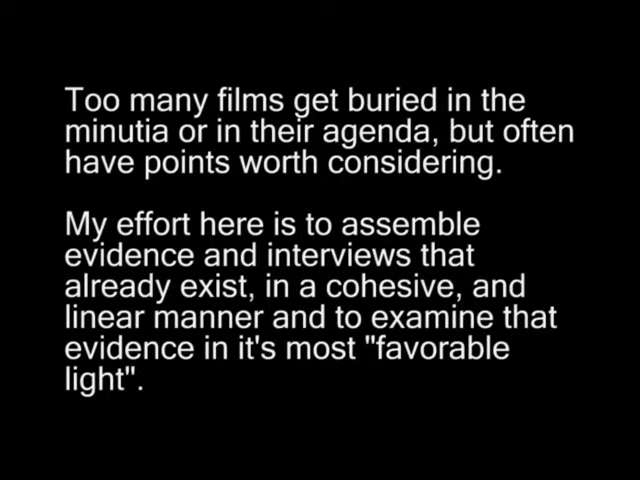 Too many films get buried in the
minutia or in their agenda, but often
have points worth considering.
My effort here is to assemble
evidence and interviews that
already exist, in a cohesive, and
linear manner and to examine that
evidence in it's most "favorable
light".